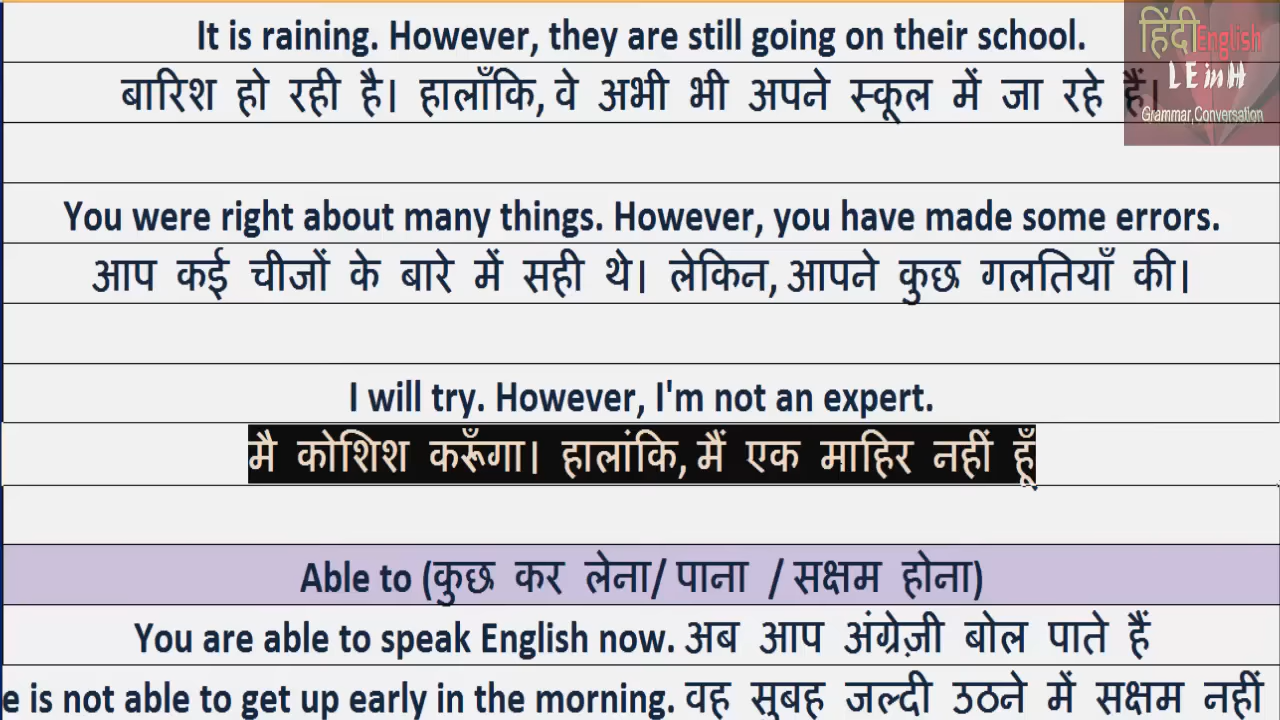 It is raining. However, they are still going on their school.
बारिश हो रही है। हालाँकि, वे अभी भी अपने स्कूल में जा रहे हैं।
हिंदी English
LE in H
Grammar,Conversation
You were right about many things. However, you have made some errors.
आप कई चीजों के बारे में सही थे। लेकिन, आपने कुछ गलतियाँ की।
I will try. However, I'm not an expert.
मै कोशिश करूँगा। हालांकि, मैं एक माहिर नहीं हूँ
Able to (कुछ कर लेना/ पाना / सक्षम होना)
You are able to speak English now. अब आप अंग्रेज़ी बोल पाते हैं
e is not able to get up early in the morning. वह सुबह जल्दी उठने में सक्षम नहीं